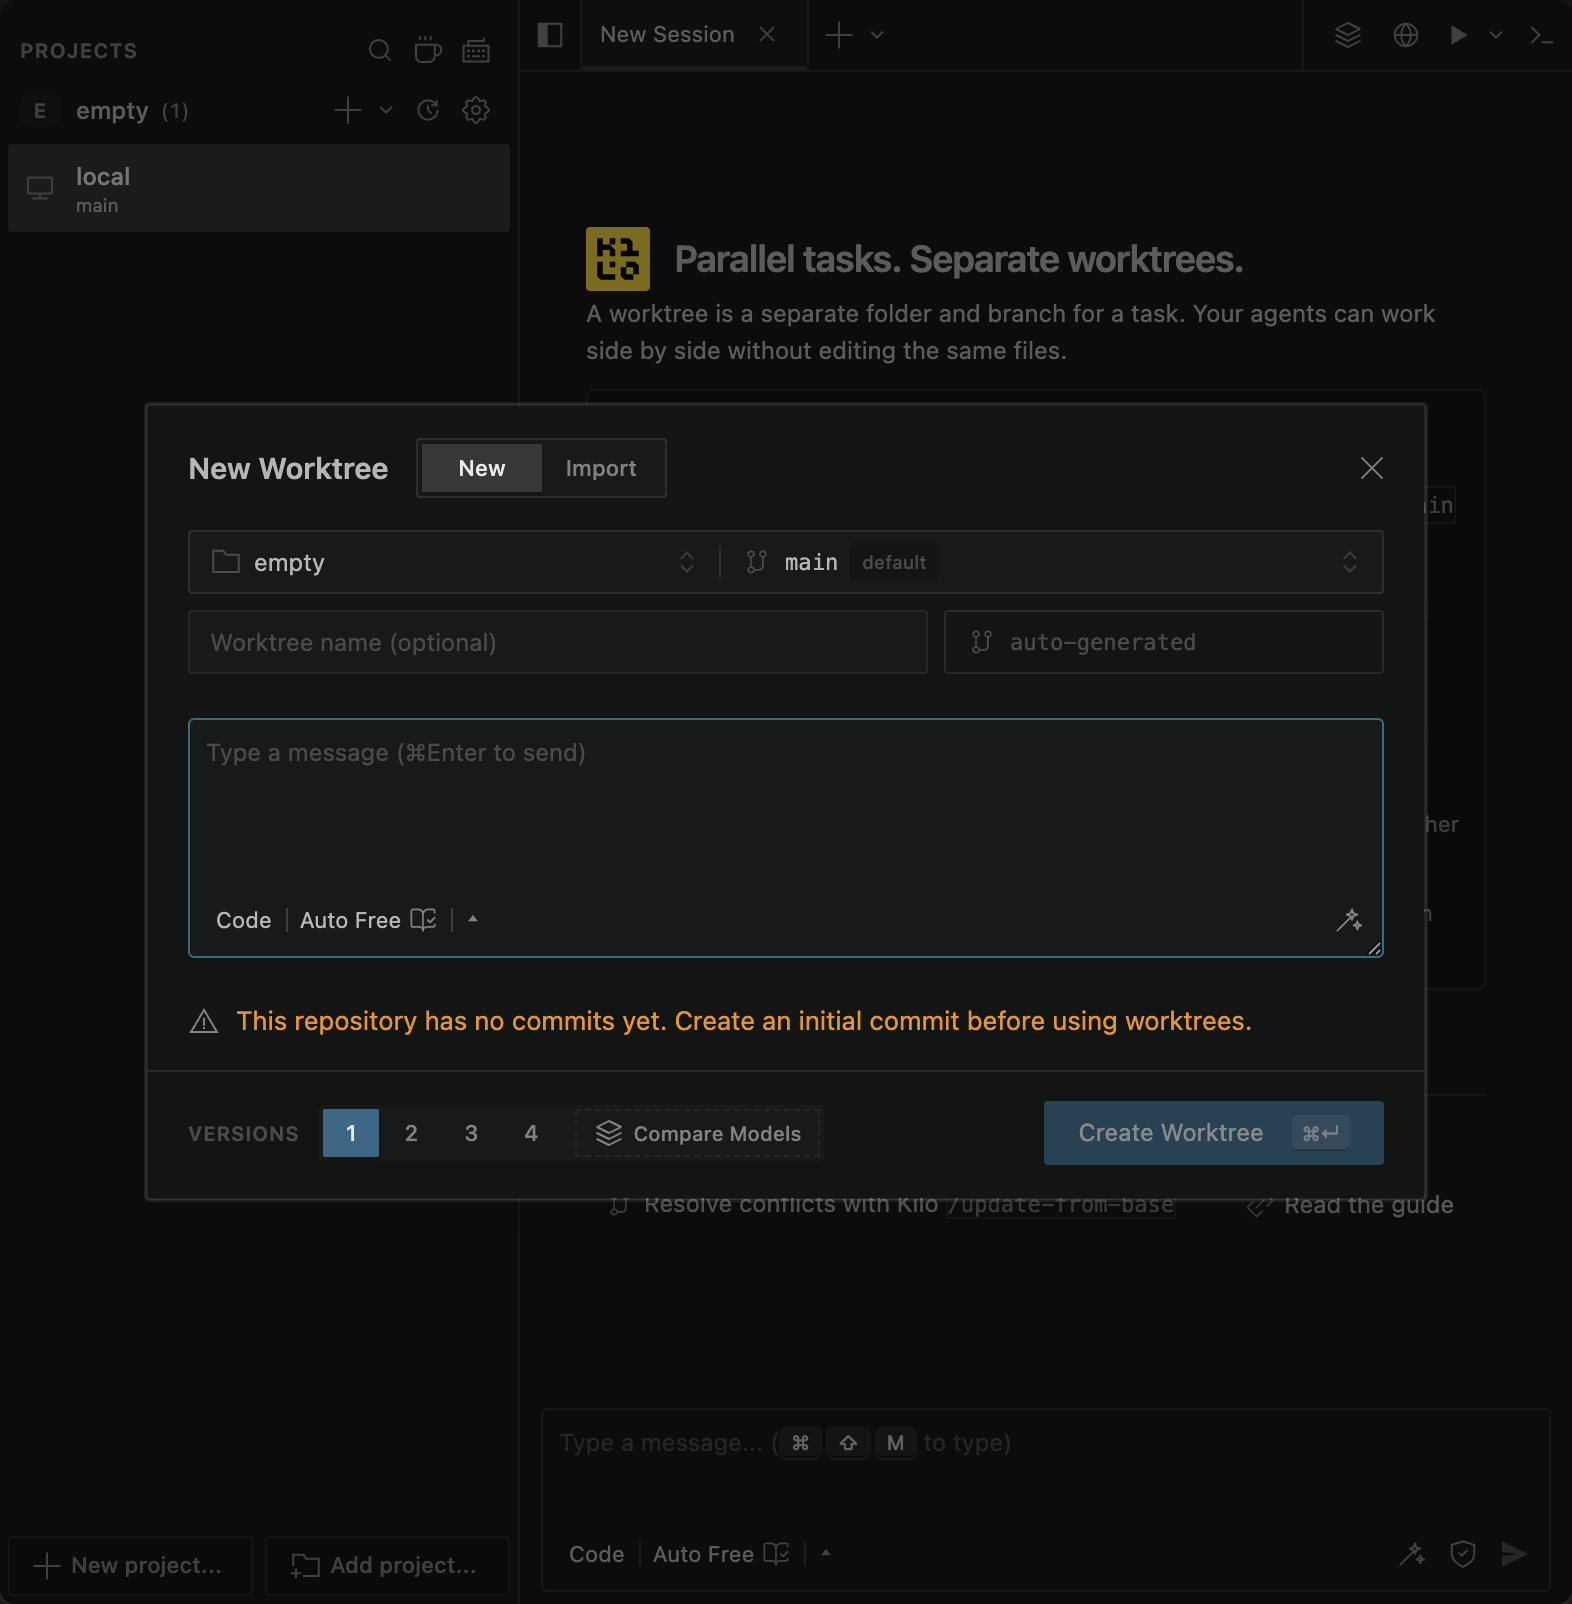 PROJECTS
New Session
E empty (1)
local
main
Parallel tasks. Separate worktrees.
A worktree is a separate folder and branch for a task. Your agents can work
side by side without editing the same files.
New Worktree New Import
empty main default
Worktree name (optional) auto-generated
Type a message (⌘Enter to send)
Code Auto Free
This repository has no commits yet. Create an initial commit before using worktrees.
VERSIONS 1 2 3 4 Compare Models Create Worktree ⌘↵
Resolve conflicts with Kilo /update-from-base Read the guide
Type a message... (⌘ ⇧ M to type)
Code Auto Free
New project... Add project...